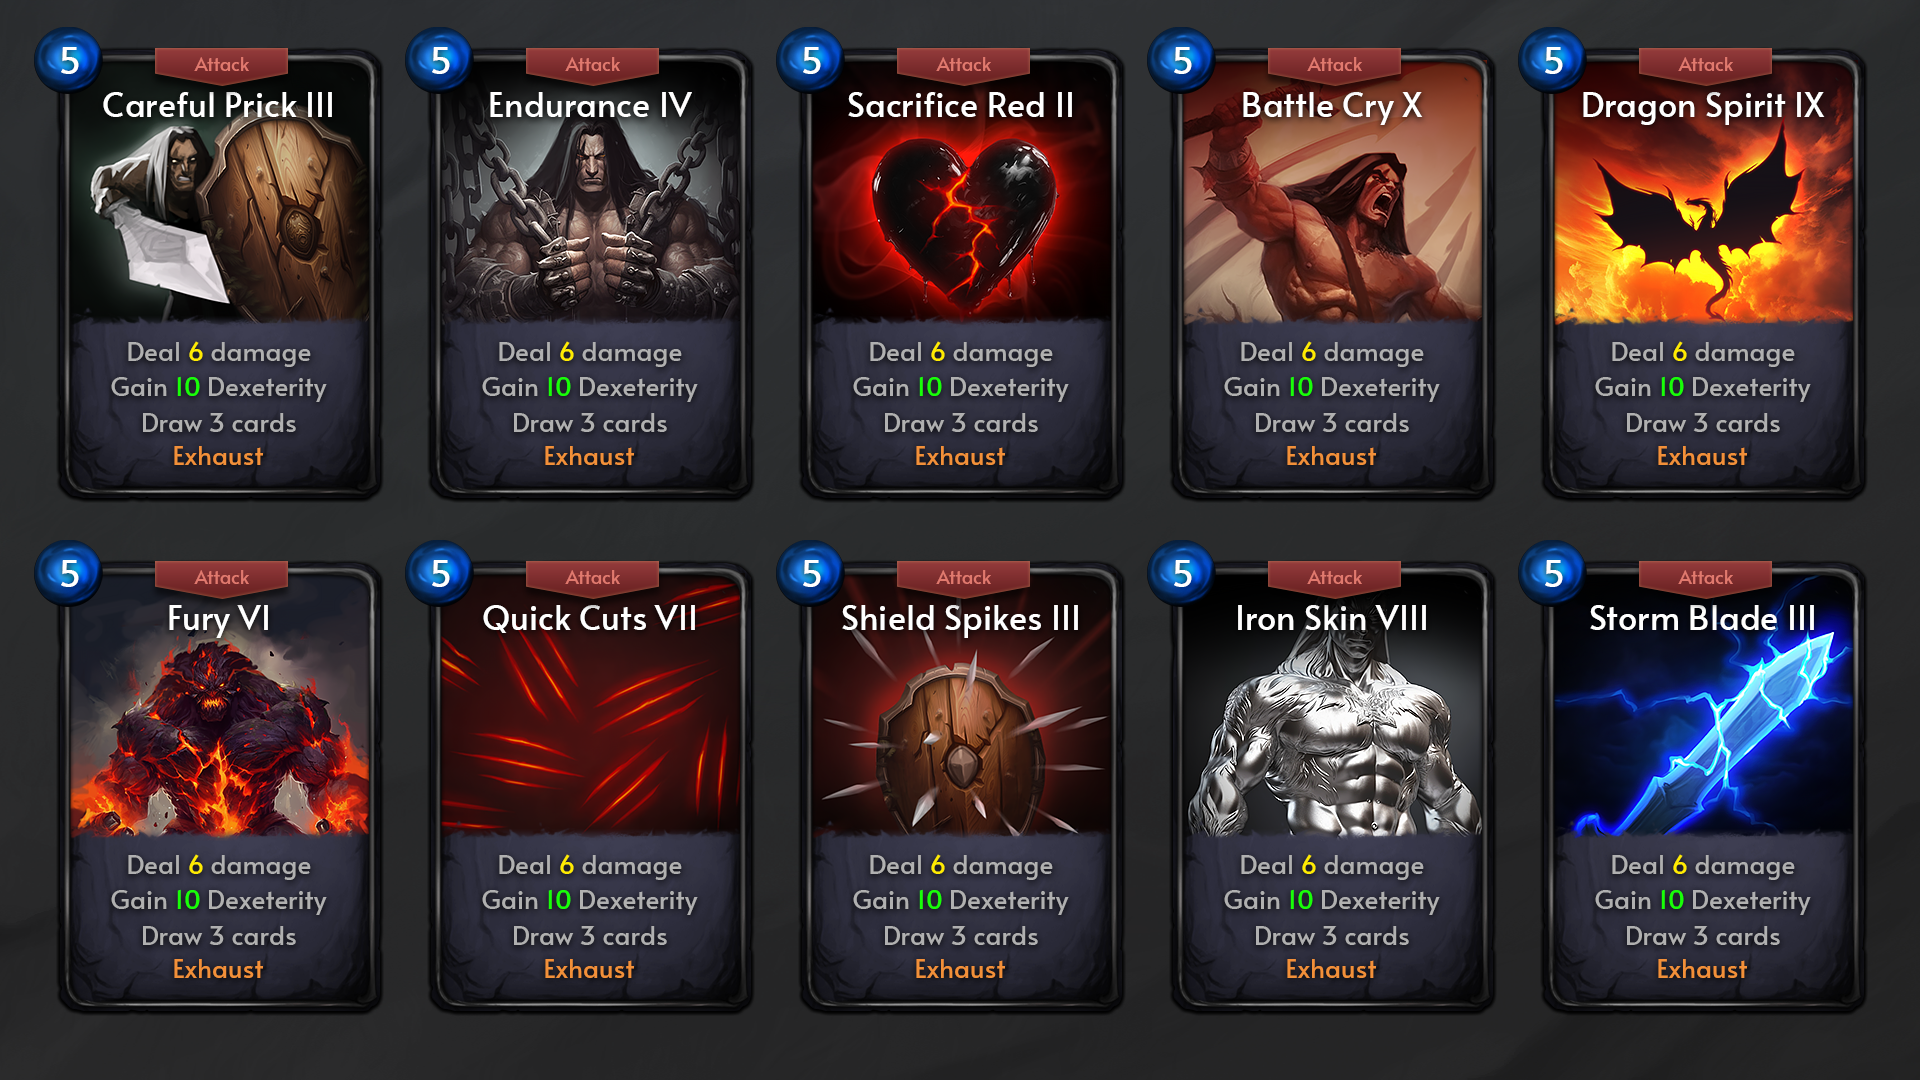 5
Attack
Careful Prick III
Deal 6 damage
Gain 10 Dexeterity
Draw 3 cards
Exhaust
5
Attack
Endurance IV
Deal 6 damage
Gain 10 Dexeterity
Draw 3 cards
Exhaust
5
Attack
Sacrifice Red II
Deal 6 damage
Gain 10 Dexeterity
Draw 3 cards
Exhaust
5
Attack
Battle Cry X
Deal 6 damage
Gain 10 Dexeterity
Draw 3 cards
Exhaust
5
Attack
Dragon Spirit IX
Deal 6 damage
Gain 10 Dexeterity
Draw 3 cards
Exhaust
5
Attack
Fury VI
Deal 6 damage
Gain 10 Dexeterity
Draw 3 cards
Exhaust
5
Attack
Quick Cuts VII
Deal 6 damage
Gain 10 Dexeterity
Draw 3 cards
Exhaust
5
Attack
Shield Spikes III
Deal 6 damage
Gain 10 Dexeterity
Draw 3 cards
Exhaust
5
Attack
Iron Skin VIII
Deal 6 damage
Gain 10 Dexeterity
Draw 3 cards
Exhaust
5
Attack
Storm Blade III
Deal 6 damage
Gain 10 Dexeterity
Draw 3 cards
Exhaust